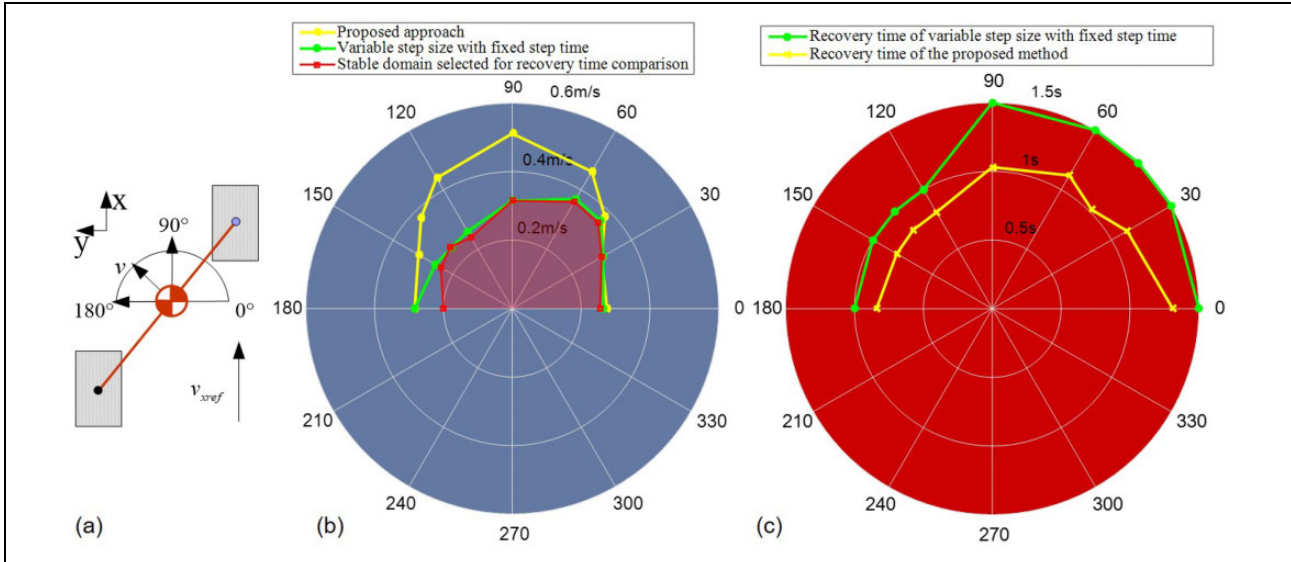 x
y
90°
v
180°
0°
v_xref
(a)
Proposed approach
Variable step size with fixed step time
Stable domain selected for recovery time comparison
90
0.6m/s
120
60
0.4m/s
150
30
0.2m/s
180
0
210
330
240
300
270
(b)
Recovery time of variable step size with fixed step time
Recovery time of the proposed method
90
1.5s
120
60
1s
150
30
0.5s
180
0
210
330
240
300
270
(c)